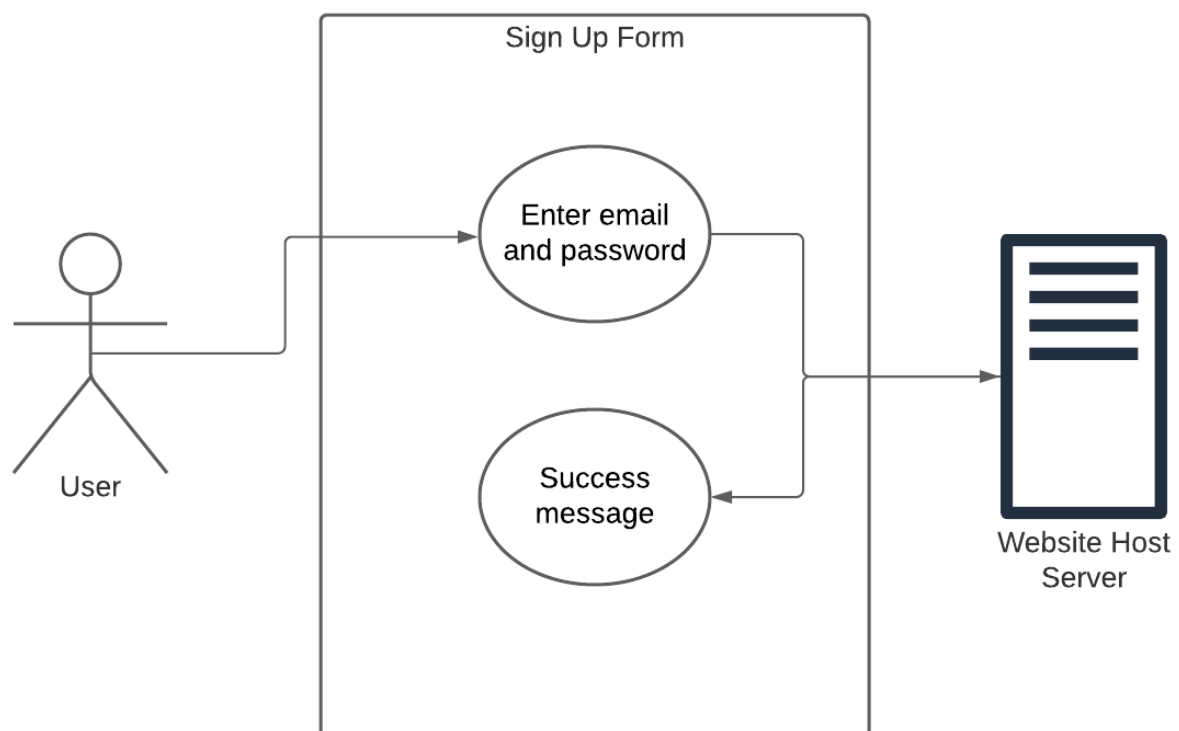 Sign Up Form
Enter email
and password
Success
message
User
Website Host
Server